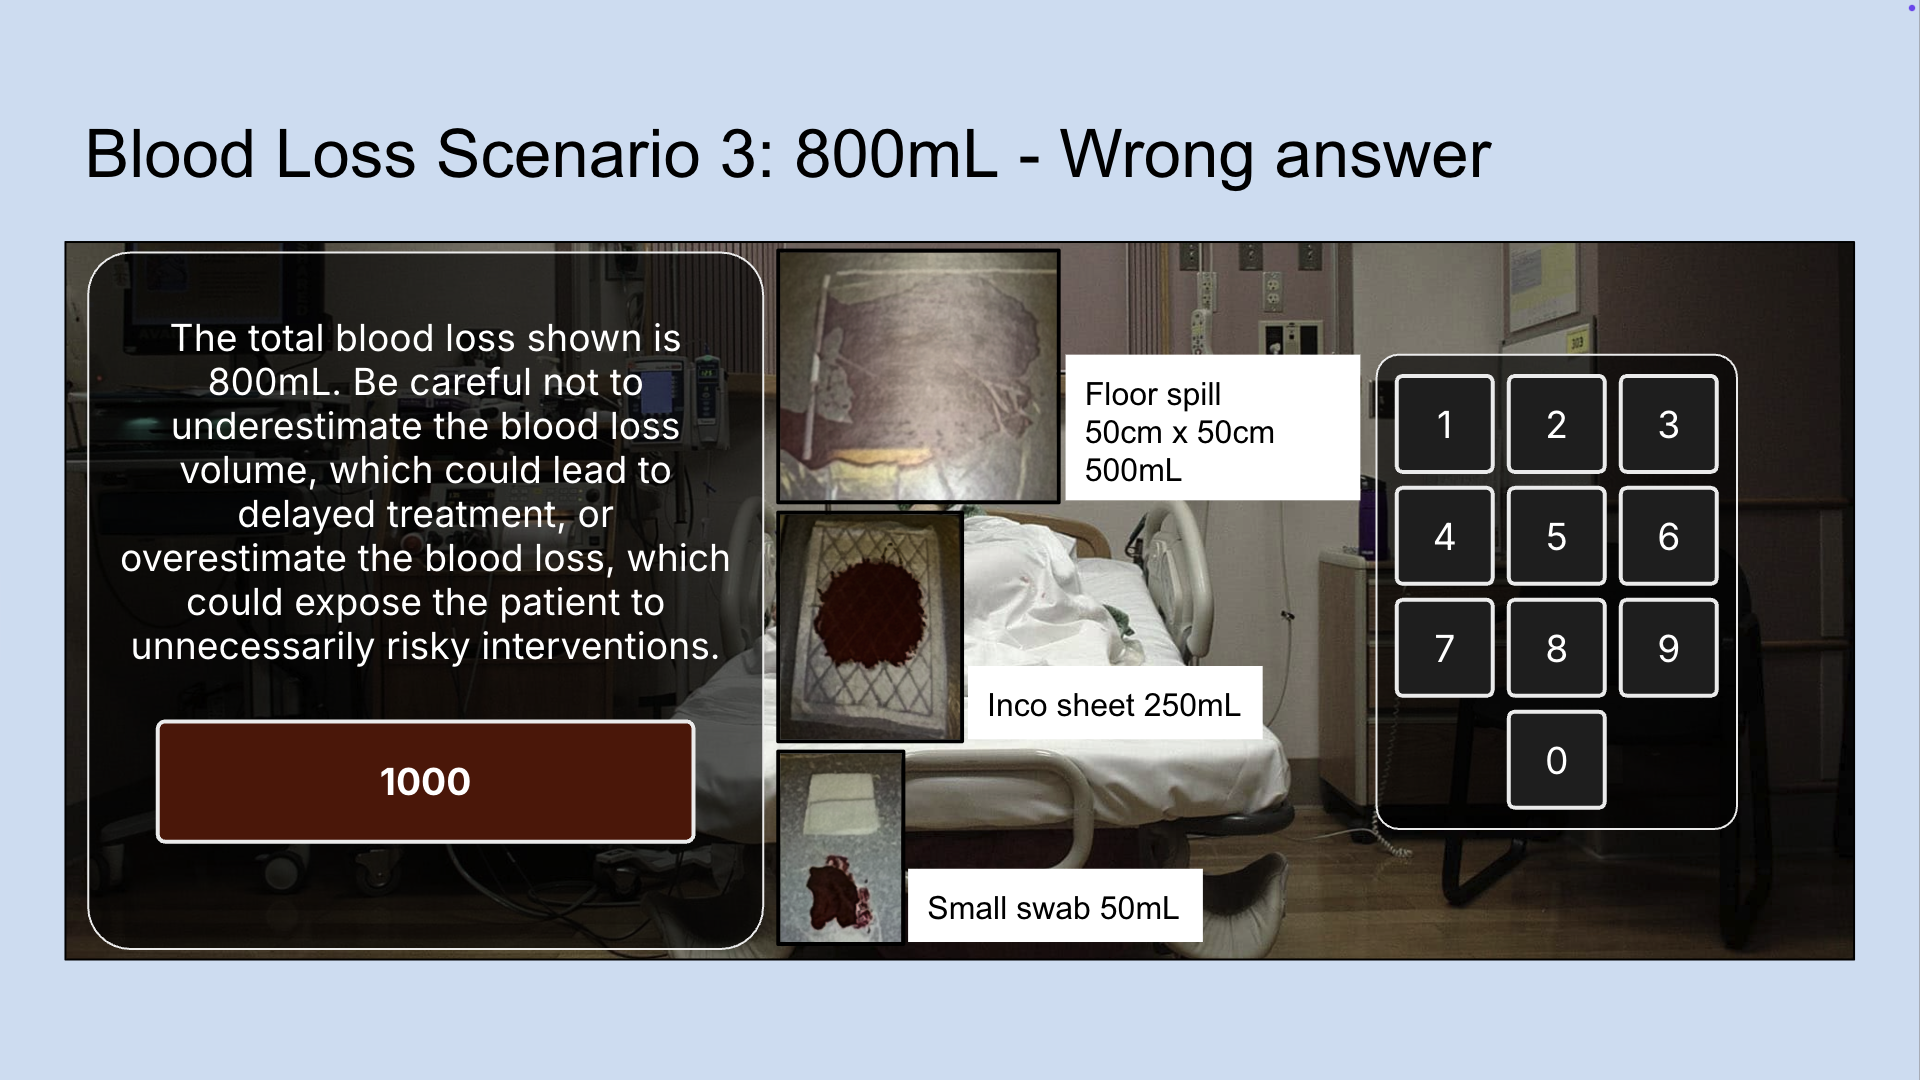 Blood Loss Scenario 3: 800mL - Wrong answer
The total blood loss shown is
800mL. Be careful not to
underestimate the blood loss
volume, which could lead to
delayed treatment, or
overestimate the blood loss, which
could expose the patient to
unnecessarily risky interventions.
1000
Floor spill
50cm x 50cm
500mL
Inco sheet 250mL
Small swab 50mL
1 2 3
4 5 6
7 8 9
0
303